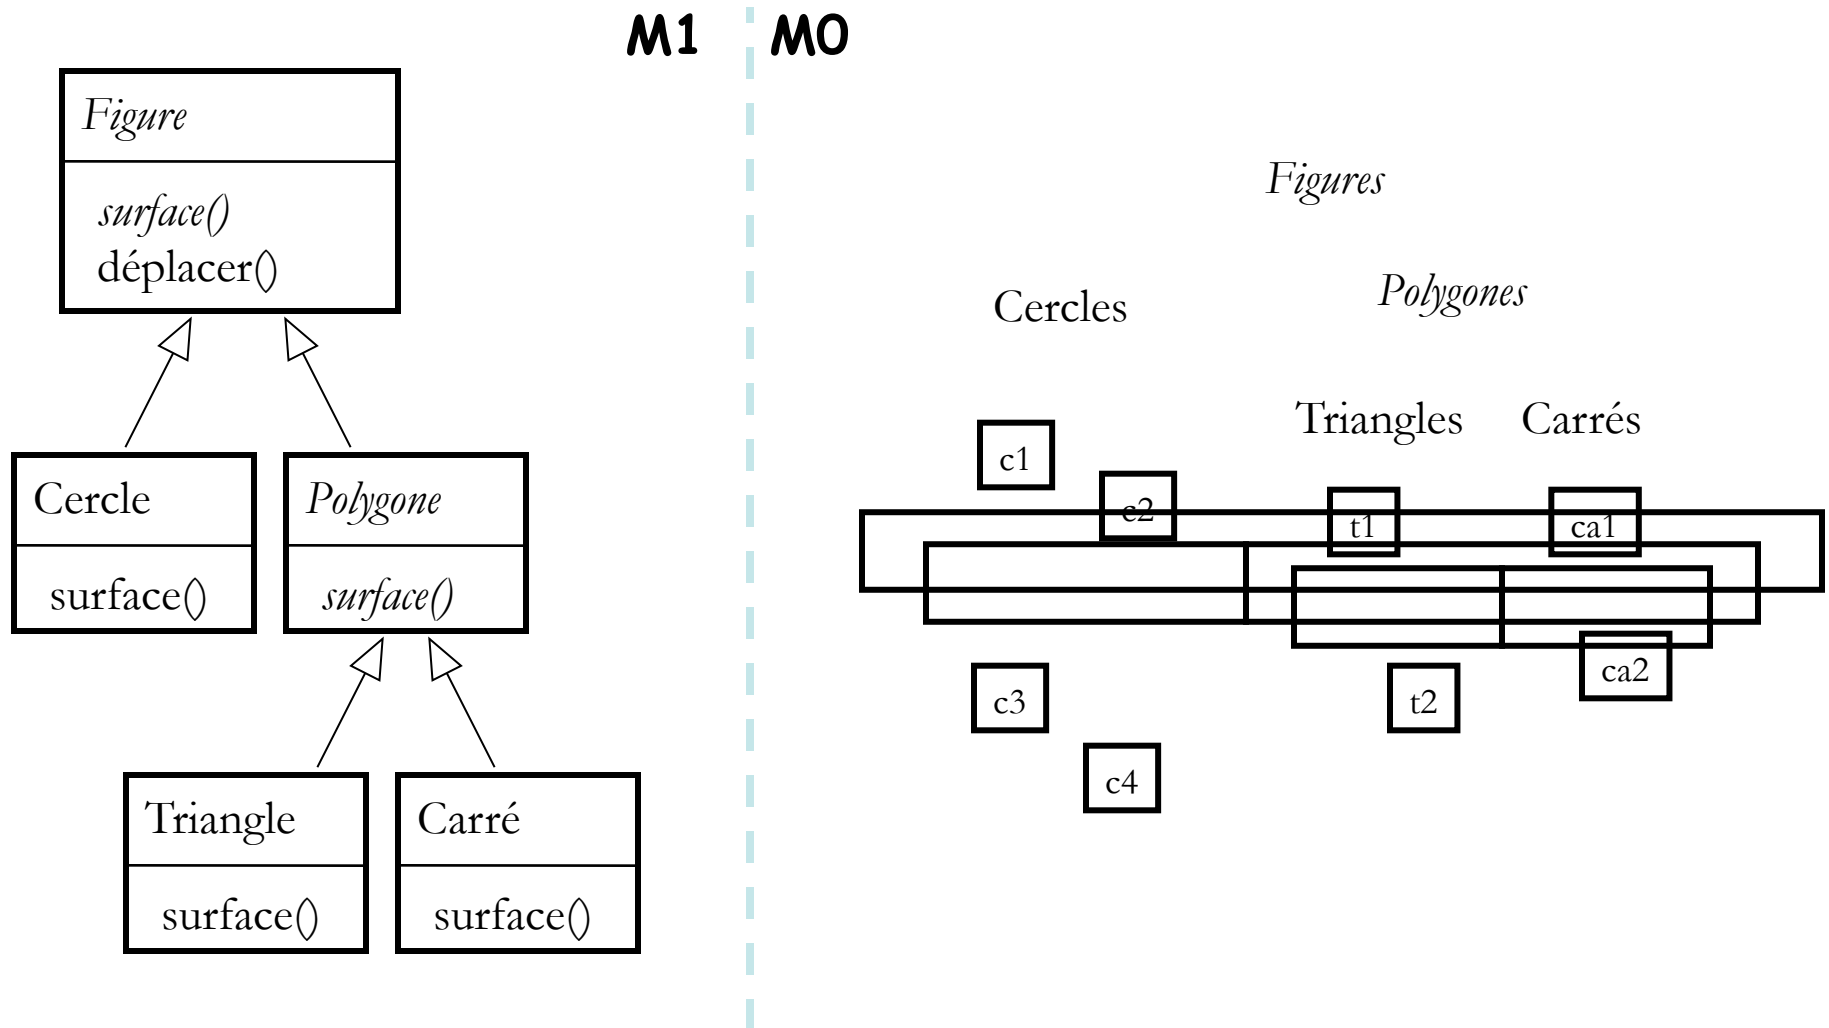 M1
M0
Figure
surface()
déplacer()
Cercle
surface()
Polygone
surface()
Triangle
surface()
Carré
surface()
Figures
Cercles
Polygones
Triangles
Carrés
c1
c2
t1
ca1
c3
t2
ca2
c4